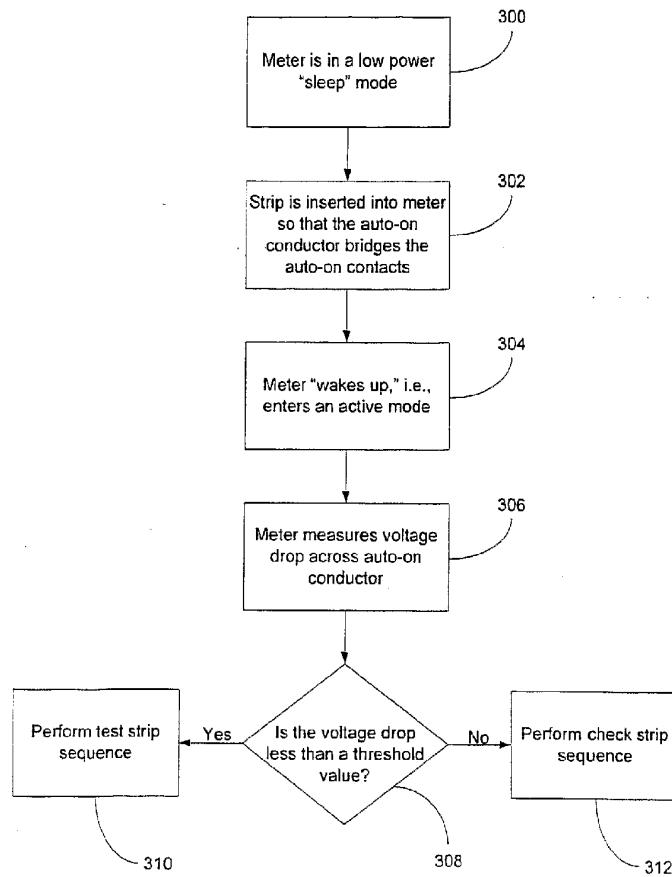 300
Meter is in a low power
“sleep” mode
302
Strip is inserted into meter
so that the auto-on
conductor bridges the
auto-on contacts
304
Meter “wakes up,” i.e.,
enters an active mode
306
Meter measures voltage
drop across auto-on
conductor
Perform test strip
sequence
Yes
Is the voltage drop
less than a threshold
value?
No
Perform check strip
sequence
310
308
312